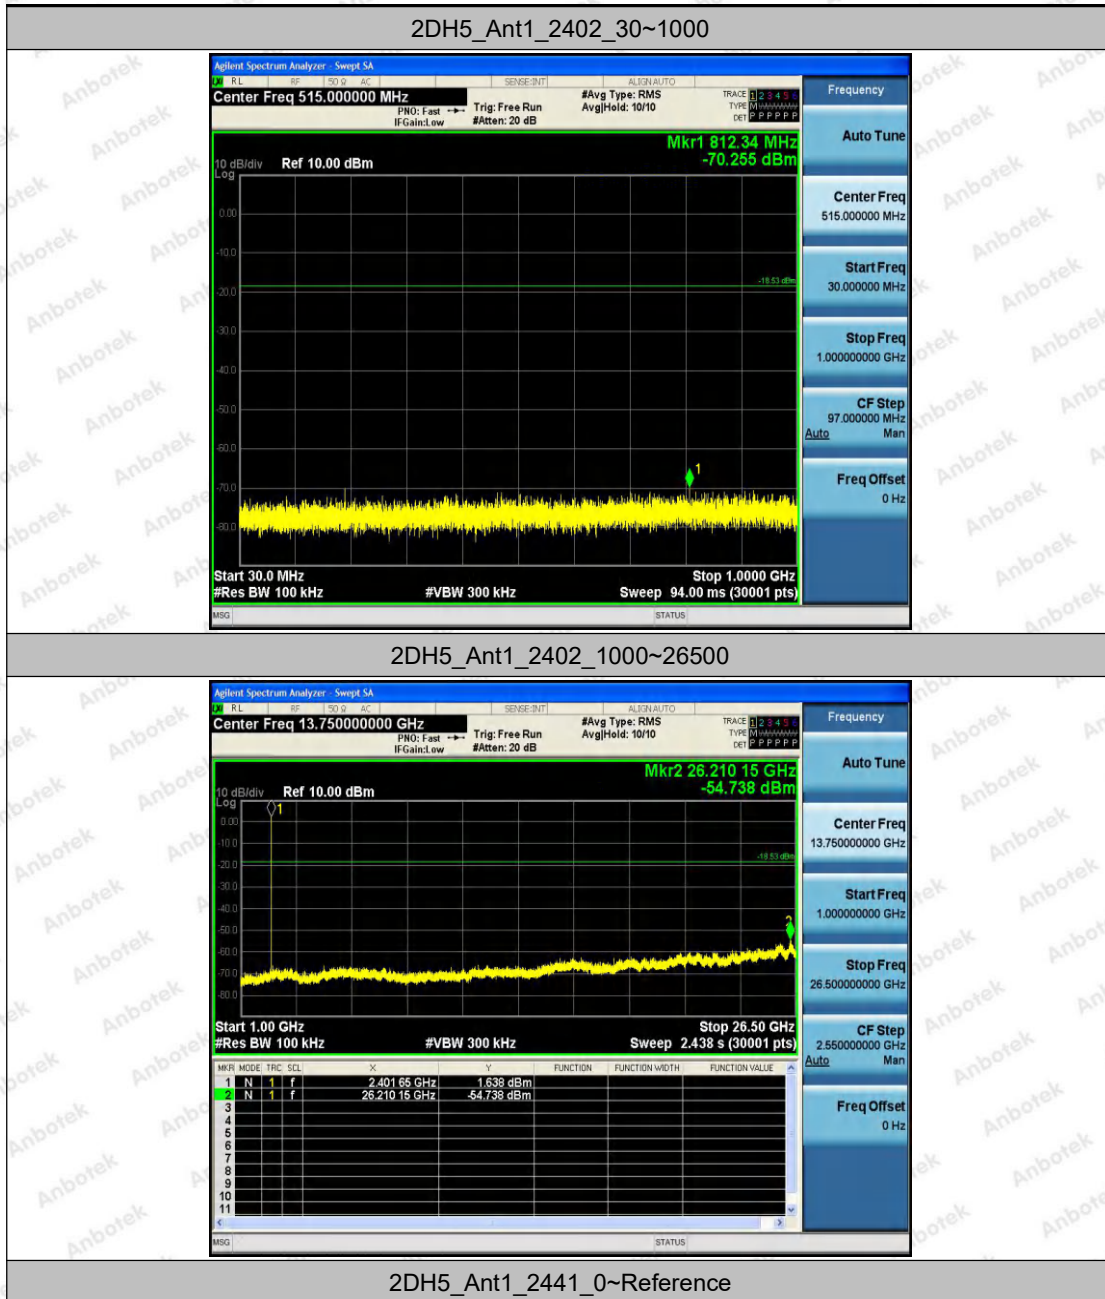 2DH5_Ant1_2402_30~1000
Agilent Spectrum Analyzer - Swept SA
RL RF 50 Ω AC SENSE:INT ALIGN AUTO
Center Freq 515.000000 MHz
PNO: Fast
IFGain:Low
Trig: Free Run
#Atten: 20 dB
#Avg Type: RMS
Avg|Hold: 10/10
TRACE 1 2 3 4 5 6
TYPE M
DET P P P P P P
Mkr1 812.34 MHz
-70.255 dBm
10 dB/div Ref 10.00 dBm
Log
0.00
-10.0
-20.0
-30.0
-40.0
-50.0
-60.0
-70.0
-80.0
-18.53 dBm
1
Start 30.0 MHz Stop 1.0000 GHz
#Res BW 100 kHz #VBW 300 kHz Sweep 94.00 ms (30001 pts)
MSG STATUS
Frequency
Auto Tune
Center Freq
515.000000 MHz
Start Freq
30.000000 MHz
Stop Freq
1.000000000 GHz
CF Step
97.000000 MHz
Auto Man
Freq Offset
0 Hz
2DH5_Ant1_2402_1000~26500
Agilent Spectrum Analyzer - Swept SA
RL RF 50 Ω AC SENSE:INT ALIGN AUTO
Center Freq 13.750000000 GHz
PNO: Fast
IFGain:Low
Trig: Free Run
#Atten: 20 dB
#Avg Type: RMS
Avg|Hold: 10/10
TRACE 1 2 3 4 5 6
TYPE M
DET P P P P P P
Mkr2 26.210 15 GHz
-54.738 dBm
10 dB/div Ref 10.00 dBm
Log
0.00
-10.0
-20.0
-30.0
-40.0
-50.0
-60.0
-70.0
-80.0
1
-18.53 dBm
2
Start 1.00 GHz Stop 26.50 GHz
#Res BW 100 kHz #VBW 300 kHz Sweep 2.438 s (30001 pts)
MKR MODE TRC SCL X Y FUNCTION FUNCTION WIDTH FUNCTION VALUE
1 N 1 f 2.401 65 GHz 1.638 dBm
2 N 1 f 26.210 15 GHz -54.738 dBm
3
4
5
6
7
8
9
10
11
MSG STATUS
Frequency
Auto Tune
Center Freq
13.750000000 GHz
Start Freq
1.000000000 GHz
Stop Freq
26.500000000 GHz
CF Step
2.550000000 GHz
Auto Man
Freq Offset
0 Hz
2DH5_Ant1_2441_0~Reference